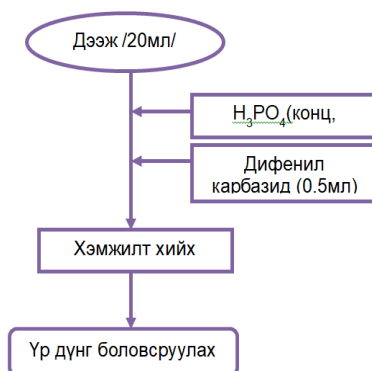 Дээж /20мл/
H₃PO₄(конц,
Дифенил
карбазид (0.5мл)
Хэмжилт хийх
Үр дүнг боловсруулах